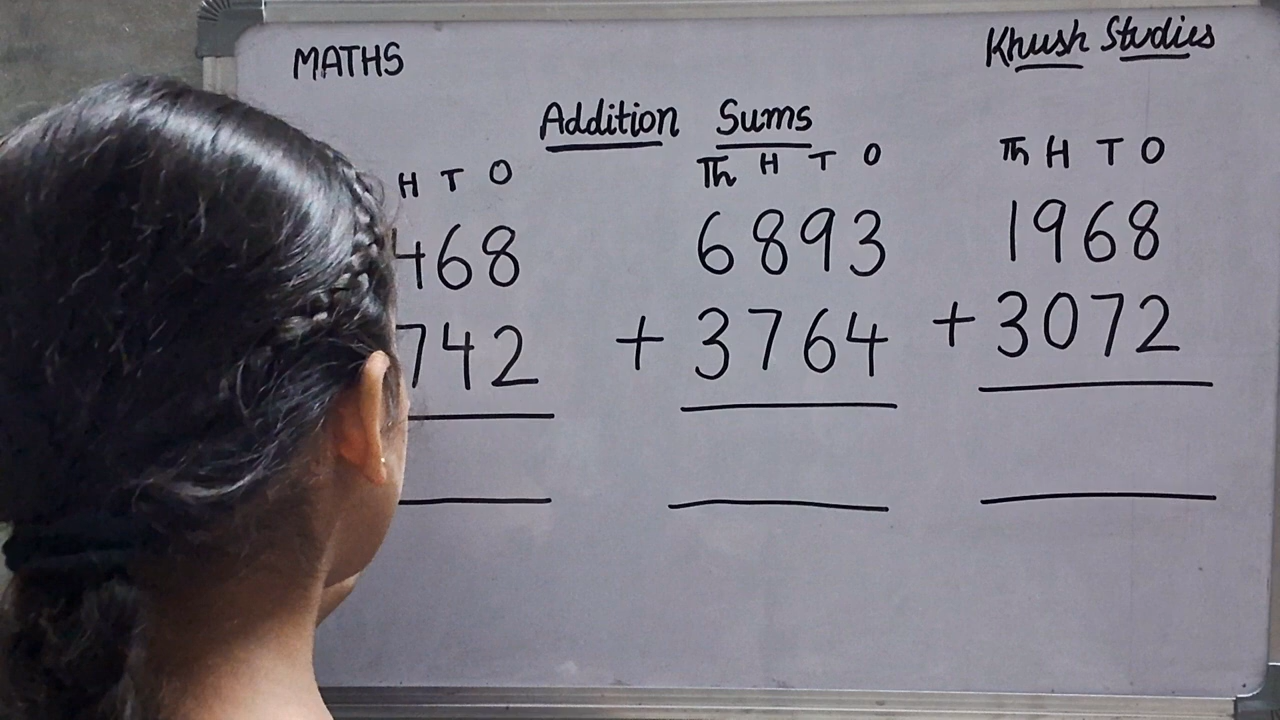 MATHS
Khush Studies
Addition Sums
H T O
468
742
Th H T O
6893
+ 3764
Th H T O
1968
+ 3072